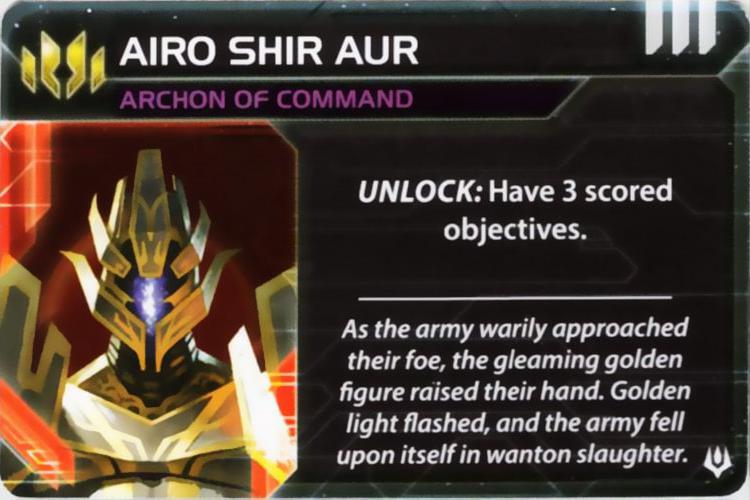 AIRO SHIR AUR
ARCHON OF COMMAND
UNLOCK: Have 3 scored
objectives.
As the army warily approached
their foe, the gleaming golden
figure raised their hand. Golden
light flashed, and the army fell
upon itself in wanton slaughter.